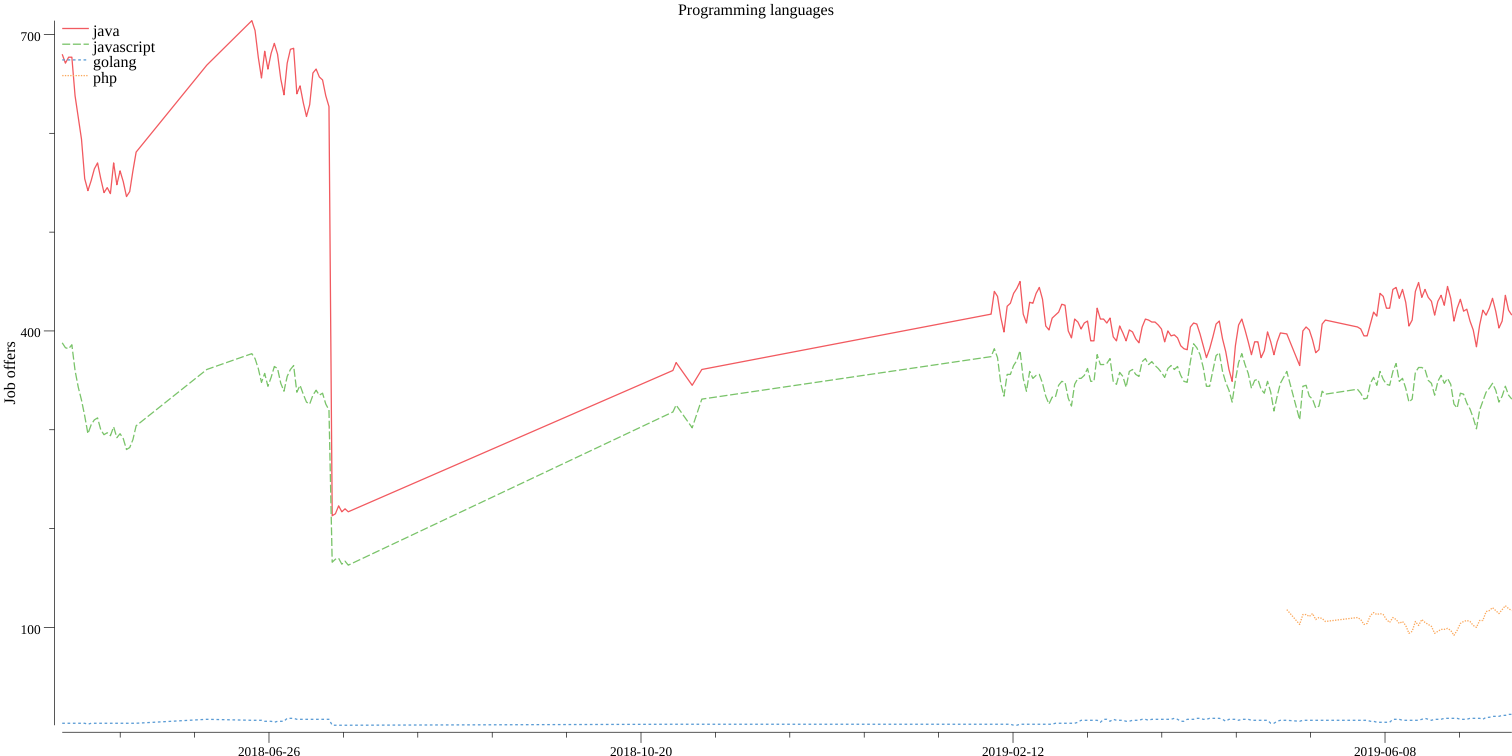 Programming languages
700
java
javascript
golang
php
400
Job offers
100
2018-06-26
2018-10-20
2019-02-12
2019-06-08